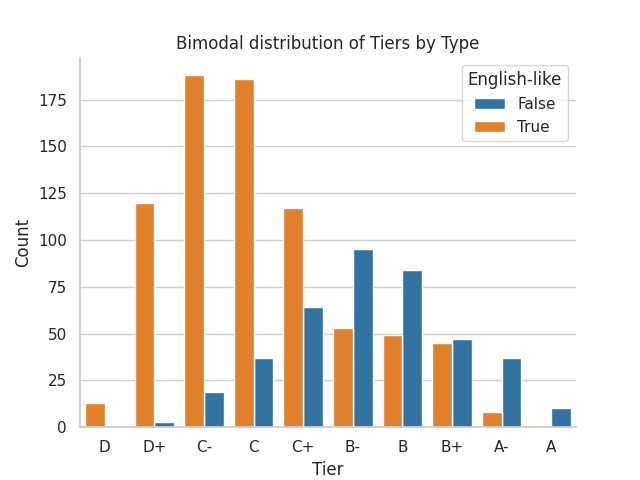 Bimodal distribution of Tiers by Type
English-like
False
True
175
150
125
100
75
50
25
0
Count
D D+ C- C C+ B- B B+ A- A
Tier